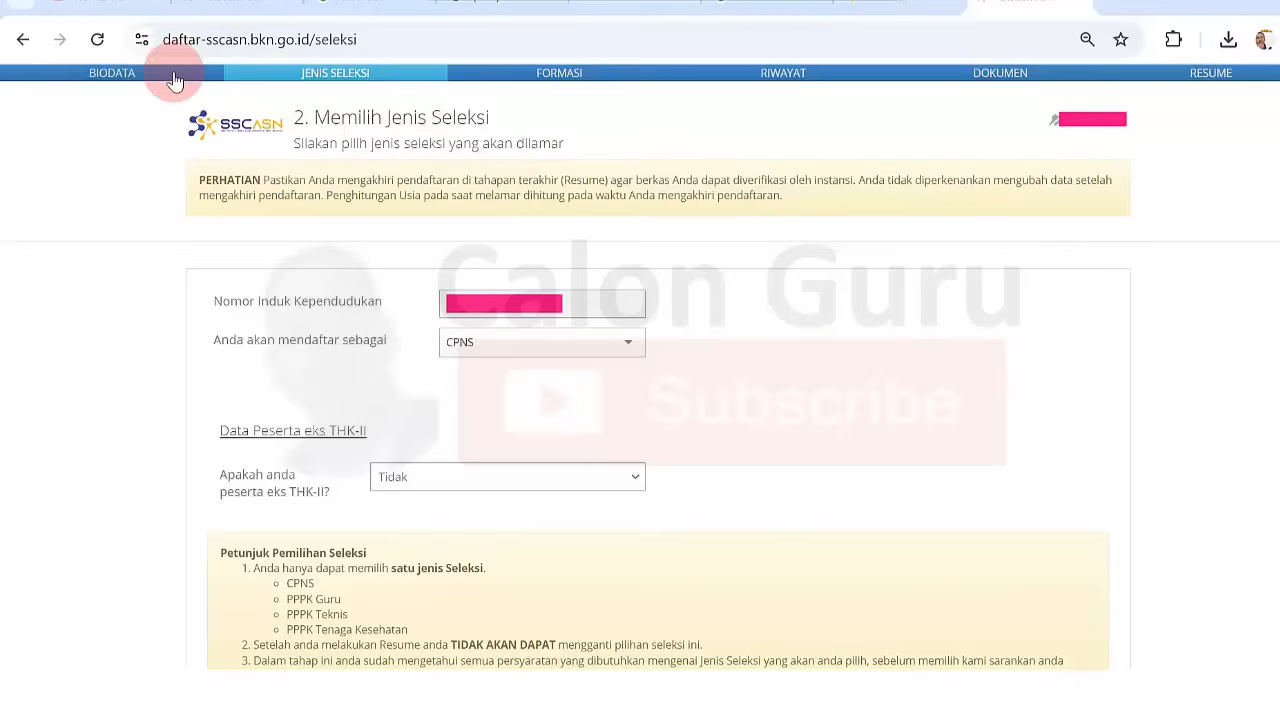 daftar-sscasn.bkn.go.id/seleksi
BIODATA JENIS SELEKSI FORMASI RIWAYAT DOKUMEN RESUME
SSCASN
2. Memilih Jenis Seleksi
Silakan pilih jenis seleksi yang akan dilamar
PERHATIAN Pastikan Anda mengakhiri pendaftaran di tahapan terakhir (Resume) agar berkas Anda dapat diverifikasi oleh instansi. Anda tidak diperkenankan mengubah data setelah
mengakhiri pendaftaran. Penghitungan Usia pada saat melamar dihitung pada waktu Anda mengakhiri pendaftaran.
Calon Guru
Nomor Induk Kependudukan
Anda akan mendaftar sebagai CPNS
Subscribe
Data Peserta eks THK-II
Apakah anda
peserta eks THK-II? Tidak
Petunjuk Pemilihan Seleksi
1. Anda hanya dapat memilih satu jenis Seleksi.
CPNS
PPPK Guru
PPPK Teknis
PPPK Tenaga Kesehatan
2. Setelah anda melakukan Resume anda TIDAK AKAN DAPAT mengganti pilihan seleksi ini.
3. Dalam tahap ini anda sudah mengetahui semua persyaratan yang dibutuhkan mengenai Jenis Seleksi yang akan anda pilih, sebelum memilih kami sarankan anda